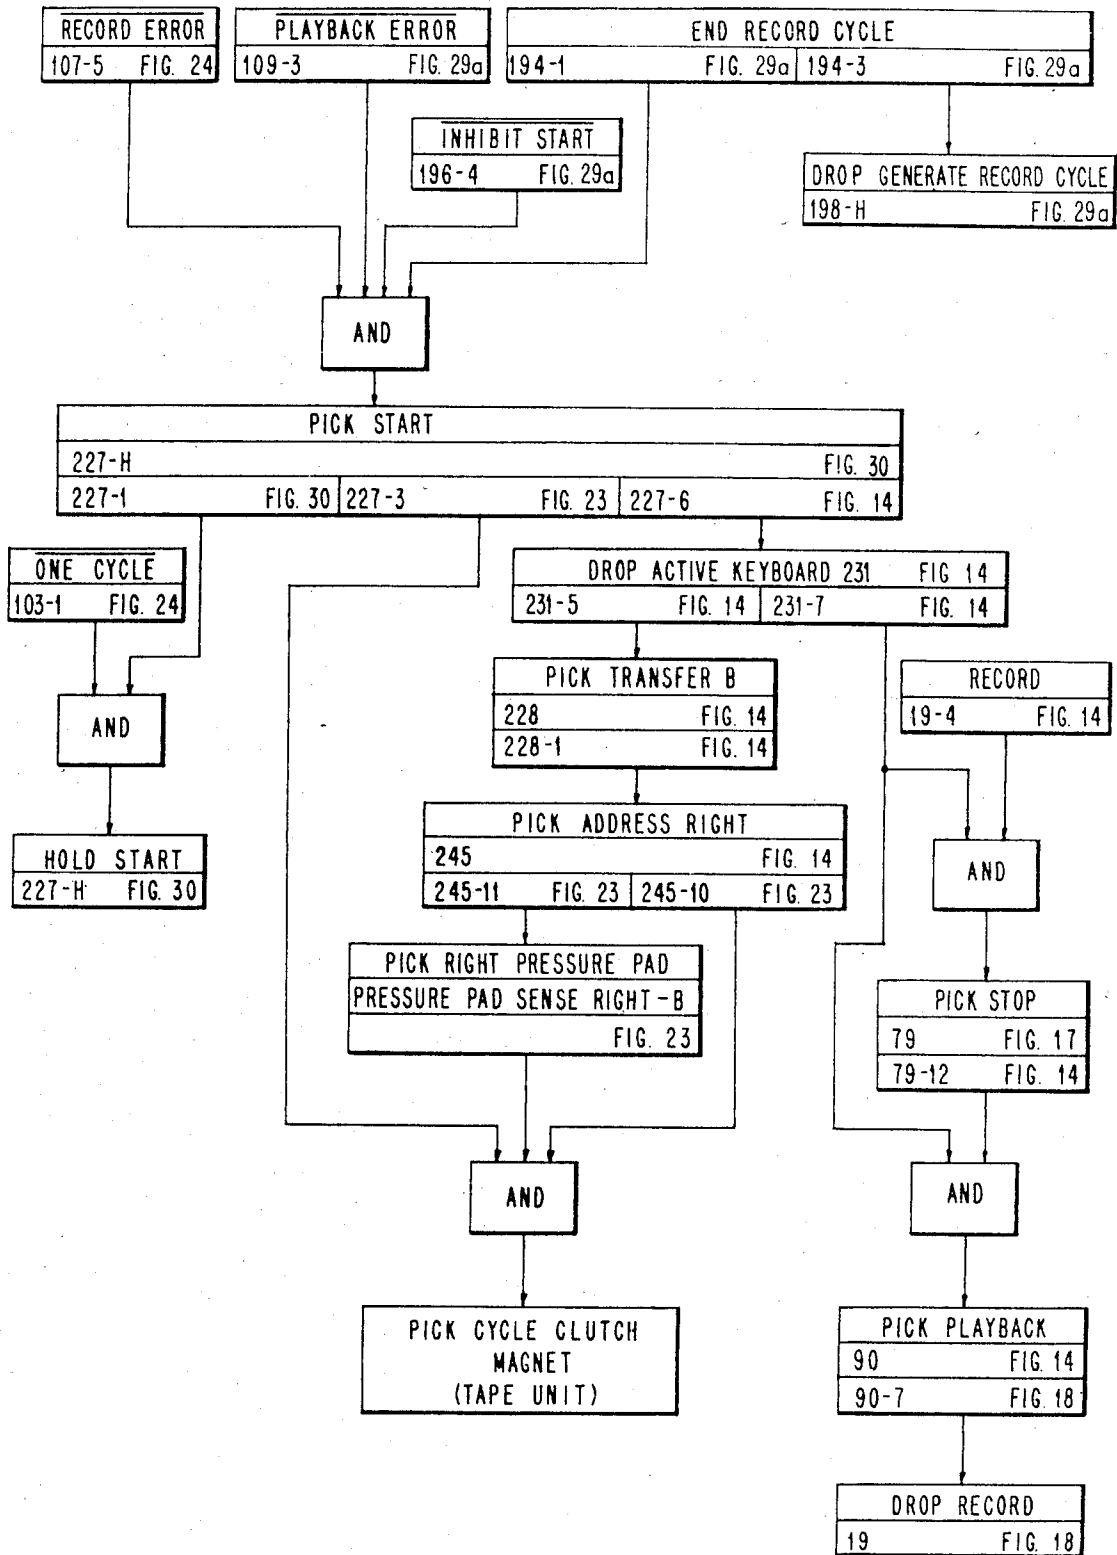 RECORD ERROR
107-5 FIG. 24
PLAYBACK ERROR
109-3 FIG. 29a
END RECORD CYCLE
194-1 FIG. 29a 194-3 FIG. 29a
INHIBIT START
196-4 FIG. 29a
DROP GENERATE RECORD CYCLE
198-H FIG. 29a
AND
PICK START
227-H FIG. 30
227-1 FIG. 30 227-3 FIG. 23 227-6 FIG. 14
ONE CYCLE
103-1 FIG. 24
DROP ACTIVE KEYBOARD 231 FIG 14
231-5 FIG. 14 231-7 FIG. 14
AND
PICK TRANSFER B
228 FIG. 14
228-1 FIG. 14
RECORD
19-4 FIG. 14
HOLD START
227-H FIG. 30
PICK ADDRESS RIGHT
245 FIG. 14
245-11 FIG. 23 245-10 FIG. 23
AND
PICK RIGHT PRESSURE PAD
PRESSURE PAD SENSE RIGHT-B
FIG. 23
PICK STOP
79 FIG. 17
79-12 FIG. 14
AND
AND
PICK CYCLE CLUTCH
MAGNET
(TAPE UNIT)
PICK PLAYBACK
90 FIG. 14
90-7 FIG. 18
DROP RECORD
19 FIG. 18